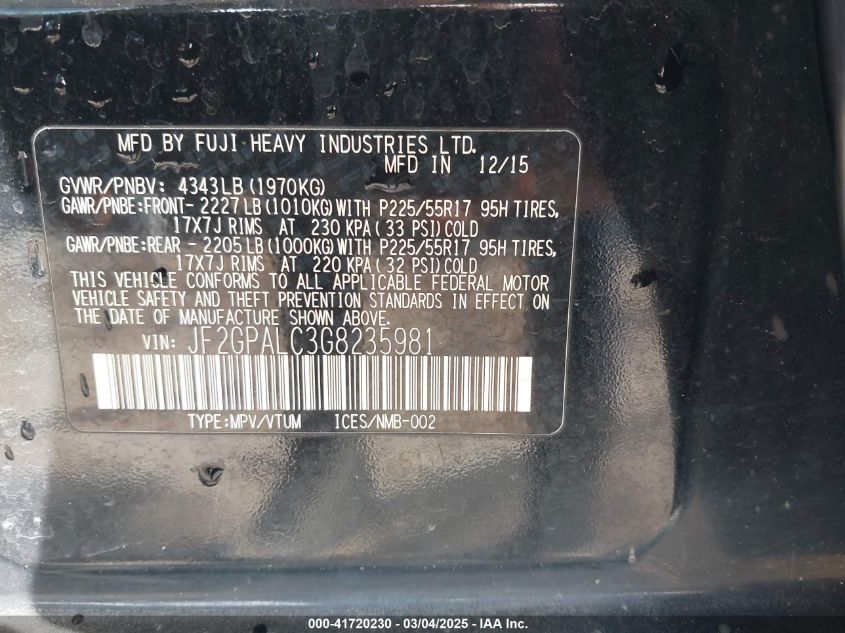 MFD BY FUJI HEAVY INDUSTRIES LTD.
MFD IN 12/15
GVWR/PNBV: 4343LB(1970KG)
GAWR/PNBE:FRONT- 2227LB(1010KG)WITH P225/55R17 95H TIRES,
17X7J RIMS AT 230 KPA(33 PSI)COLD
GAWR/PNBE:REAR - 2205LB(1000KG)WITH P225/55R17 95H TIRES,
17X7J RIMS AT 220 KPA(32 PSI)COLD
THIS VEHICLE CONFORMS TO ALL APPLICABLE FEDERAL MOTOR
VEHICLE SAFETY AND THEFT PREVENTION STANDARDS IN EFFECT ON
THE DATE OF MANUFACTURE SHOWN ABOVE.
VIN: JF2GPALC3G8235981
TYPE:MPV/VTUM ICES/NMB-002
000-41720230 - 03/04/2025 - IAA Inc.